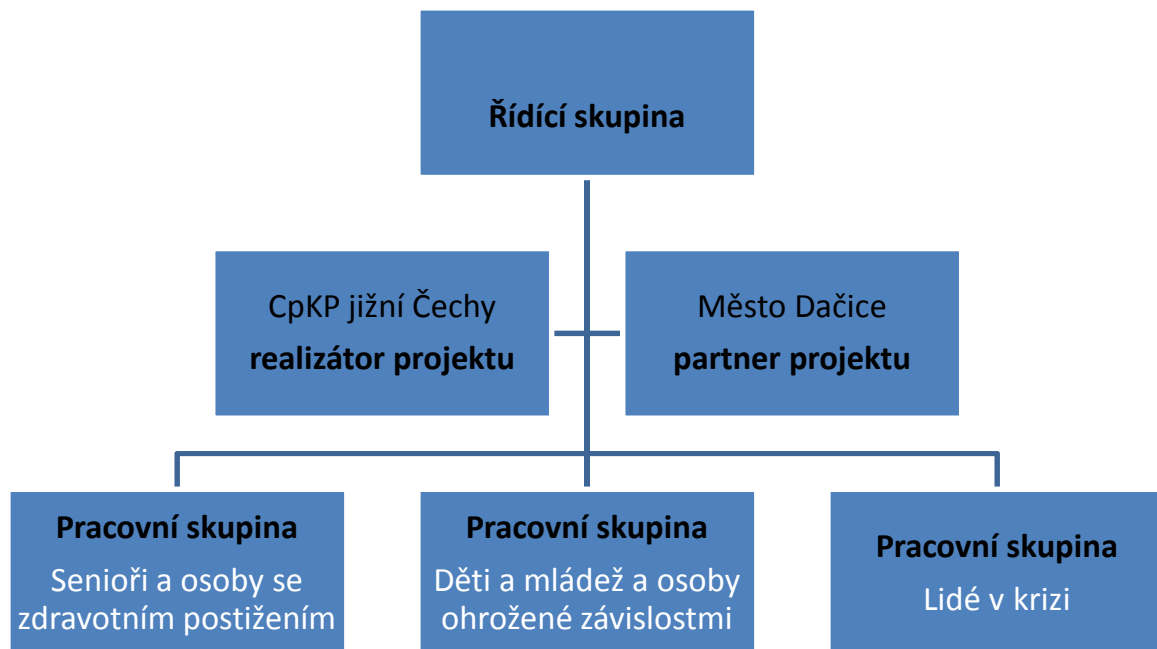 Řídící skupina
CpKP jižní Čechy
realizátor projektu
Město Dačice
partner projektu
Pracovní skupina
Senioři a osoby se
zdravotním postižením
Pracovní skupina
Děti a mládež a osoby
ohrožené závislostmi
Pracovní skupina
Lidé v krizi